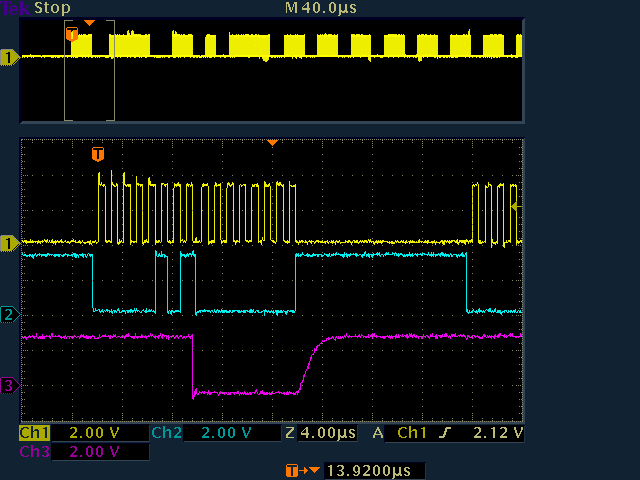 Tek Stop M 40.0µs
T
1
T
1
2
3
Ch1 2.00 V Ch2 2.00 V Z 4.00µs A Ch1 2.12 V
Ch3 2.00 V
T 13.9200µs